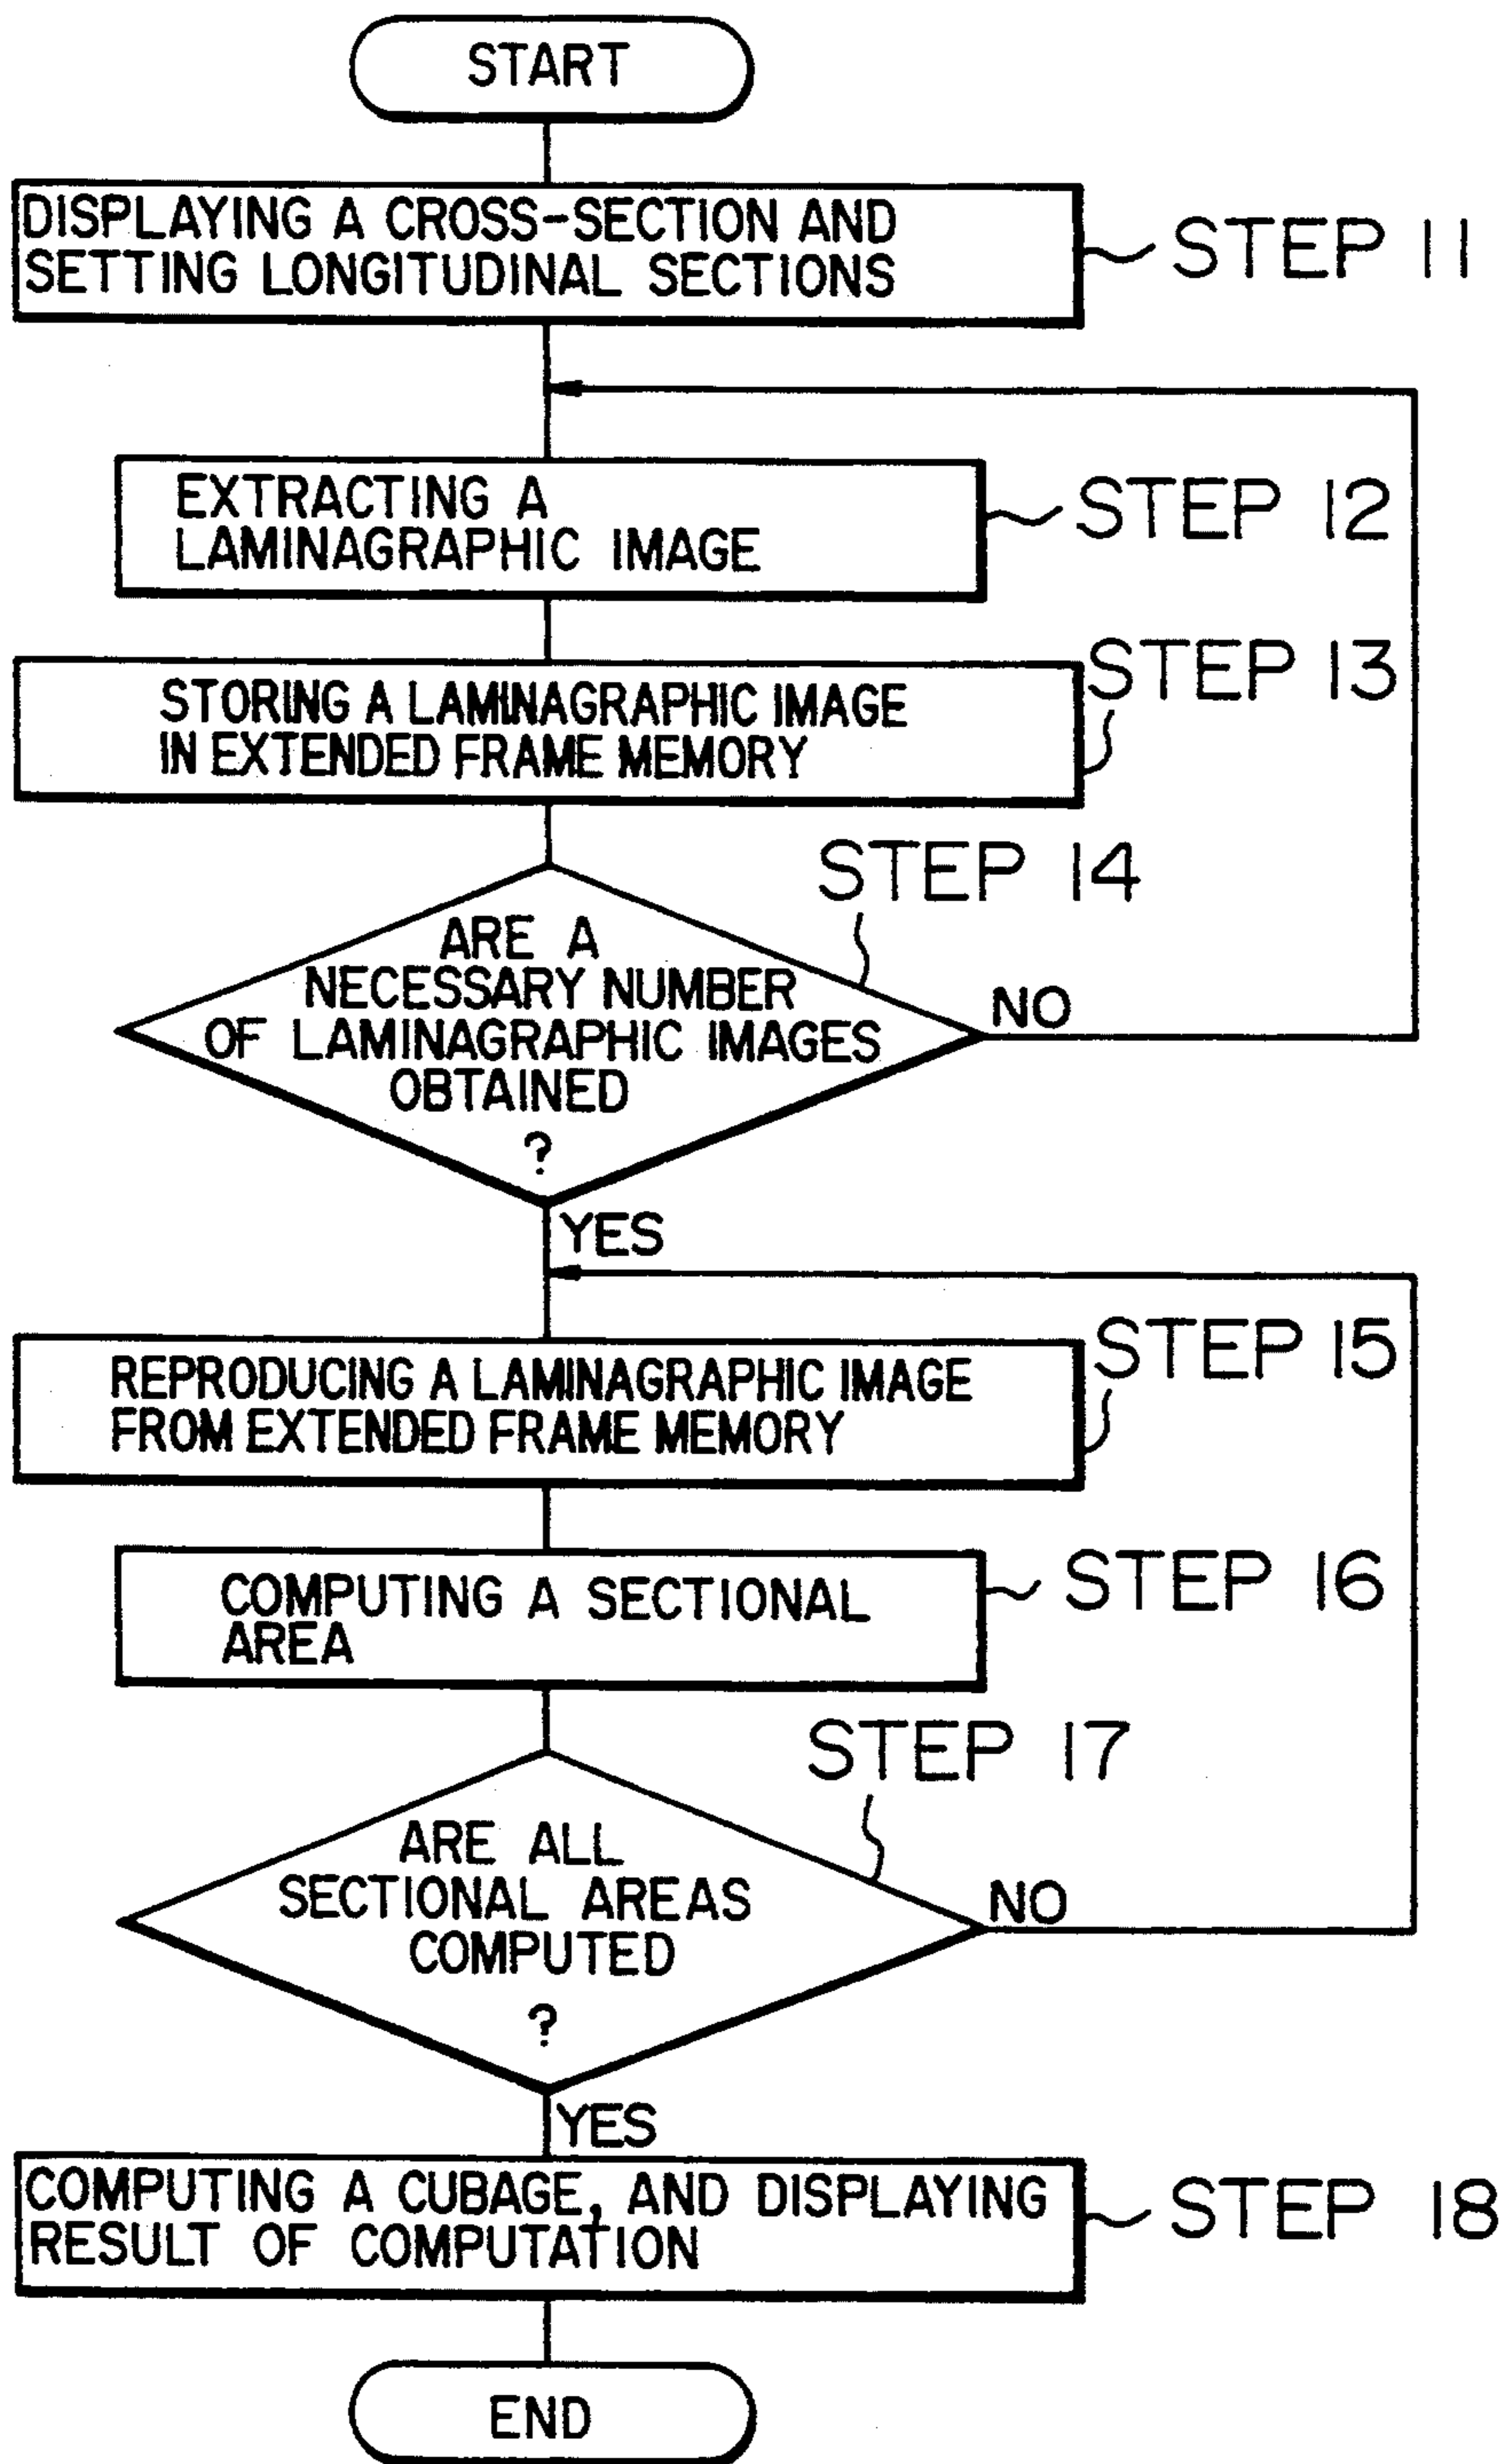 START
DISPLAYING A CROSS-SECTION AND
SETTING LONGITUDINAL SECTIONS
STEP 11
EXTRACTING A
LAMINAGRAPHIC IMAGE
STEP 12
STORING A LAMINAGRAPHIC IMAGE
IN EXTENDED FRAME MEMORY
STEP 13
STEP 14
ARE A
NECESSARY NUMBER
OF LAMINAGRAPHIC IMAGES
OBTAINED
?
NO
YES
REPRODUCING A LAMINAGRAPHIC IMAGE
FROM EXTENDED FRAME MEMORY
STEP 15
COMPUTING A SECTIONAL
AREA
STEP 16
STEP 17
ARE ALL
SECTIONAL AREAS
COMPUTED
?
NO
YES
COMPUTING A CUBAGE, AND DISPLAYING
RESULT OF COMPUTATION
STEP 18
END